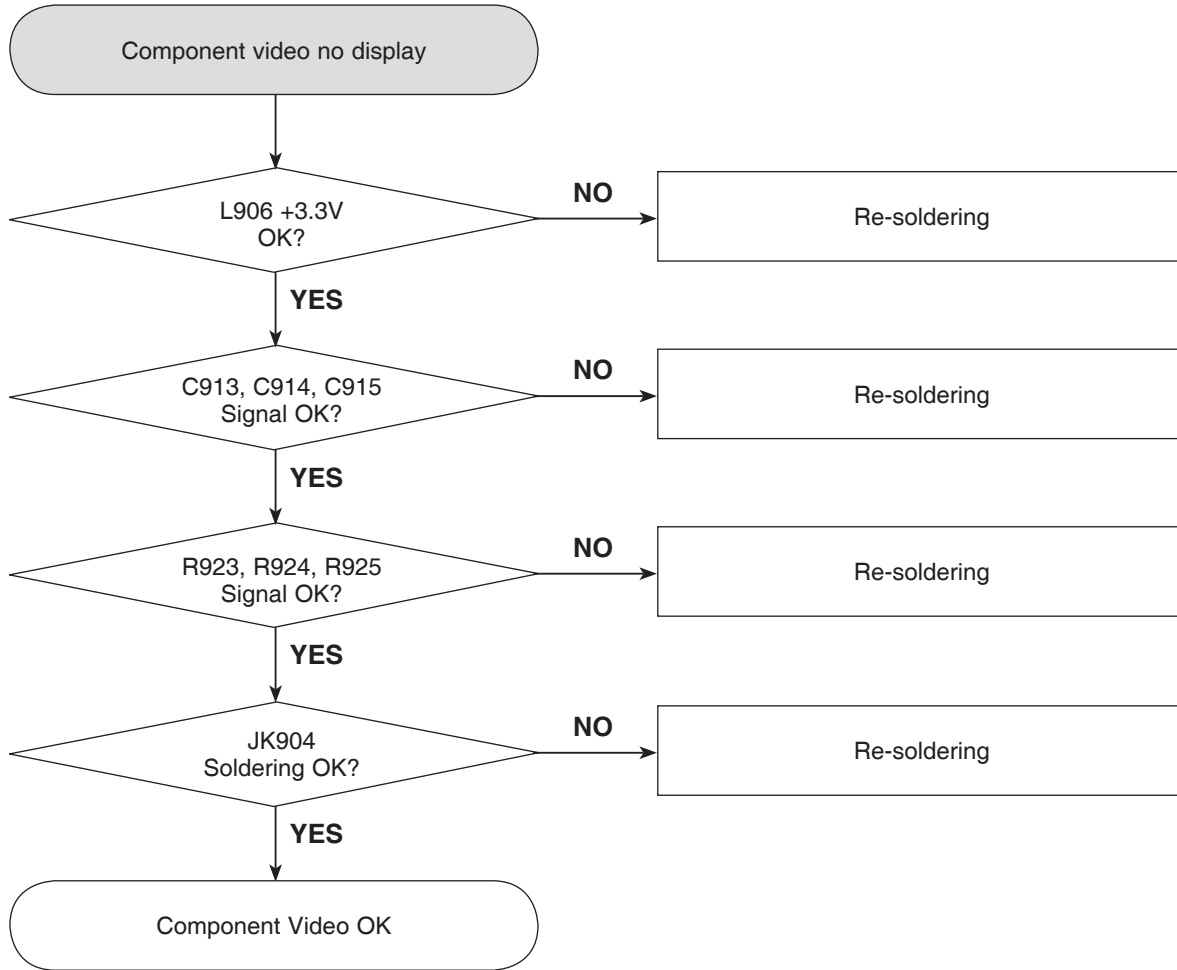 Component video no display
L906 +3.3V
OK?
NO
Re-soldering
YES
C913, C914, C915
Signal OK?
NO
Re-soldering
YES
R923, R924, R925
Signal OK?
NO
Re-soldering
YES
JK904
Soldering OK?
NO
Re-soldering
YES
Component Video OK